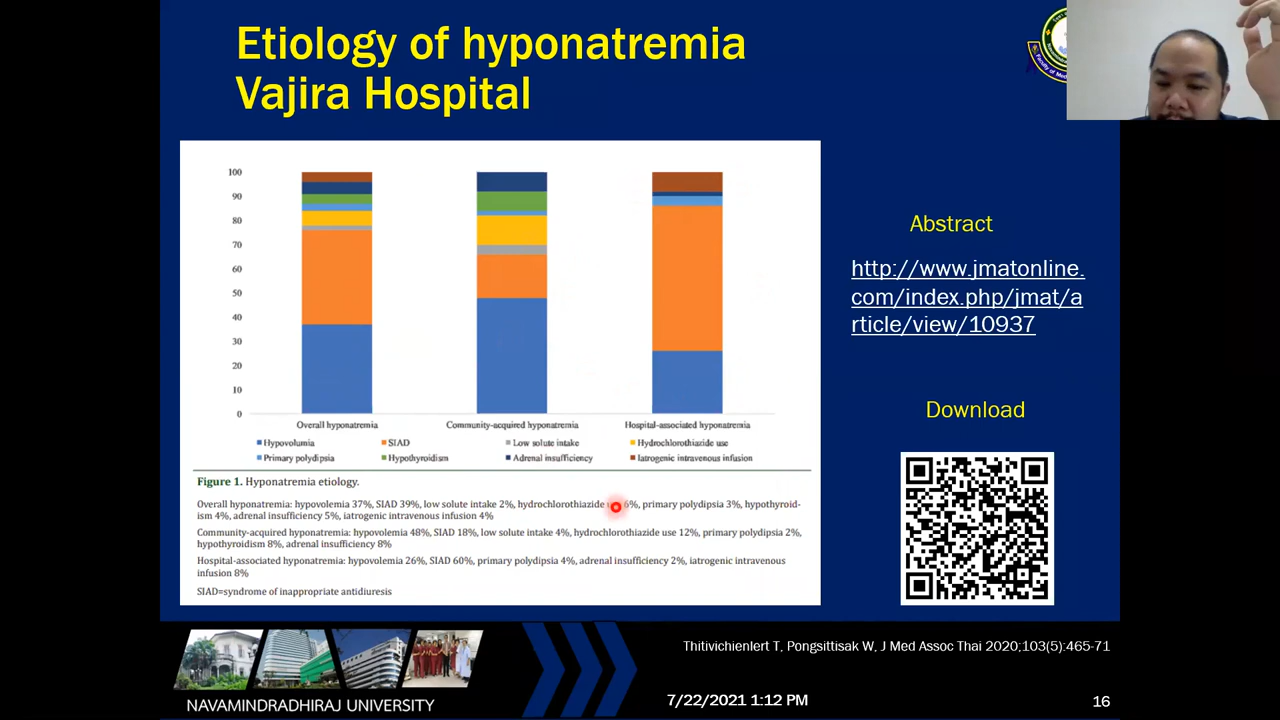 Etiology of hyponatremia
Vajira Hospital
100
90
80
70
60
50
40
30
20
10
0
Overall hyponatremia
Community-acquired hyponatremia
Hospital-associated hyponatremia
Hypovolumia
SIAD
Low solute intake
Hydrochlorothiazide use
Primary polydipsia
Hypothyroidism
Adrenal insufficiency
Iatrogenic intravenous infusion
Figure 1. Hyponatremia etiology.
Overall hyponatremia: hypovolemia 37%, SIAD 39%, low solute intake 2%, hydrochlorothiazide 6%, primary polydipsia 3%, hypothyroid-
ism 4%, adrenal insufficiency 5%, iatrogenic intravenous infusion 4%
Community-acquired hyponatremia: hypovolemia 48%, SIAD 18%, low solute intake 4%, hydrochlorothiazide use 12%, primary polydipsia 2%,
hypothyroidism 8%, adrenal insufficiency 8%
Hospital-associated hyponatremia: hypovolemia 26%, SIAD 60%, primary polydipsia 4%, adrenal insufficiency 2%, iatrogenic intravenous
infusion 8%
SIAD=syndrome of inappropriate antidiuresis
Abstract
http://www.jmatonline.
com/index.php/jmat/a
rticle/view/10937
Download
Thitivichienlert T, Pongsittisak W, J Med Assoc Thai 2020;103(5):465-71
NAVAMINDRADHIRAJ UNIVERSITY
7/22/2021 1:12 PM
16